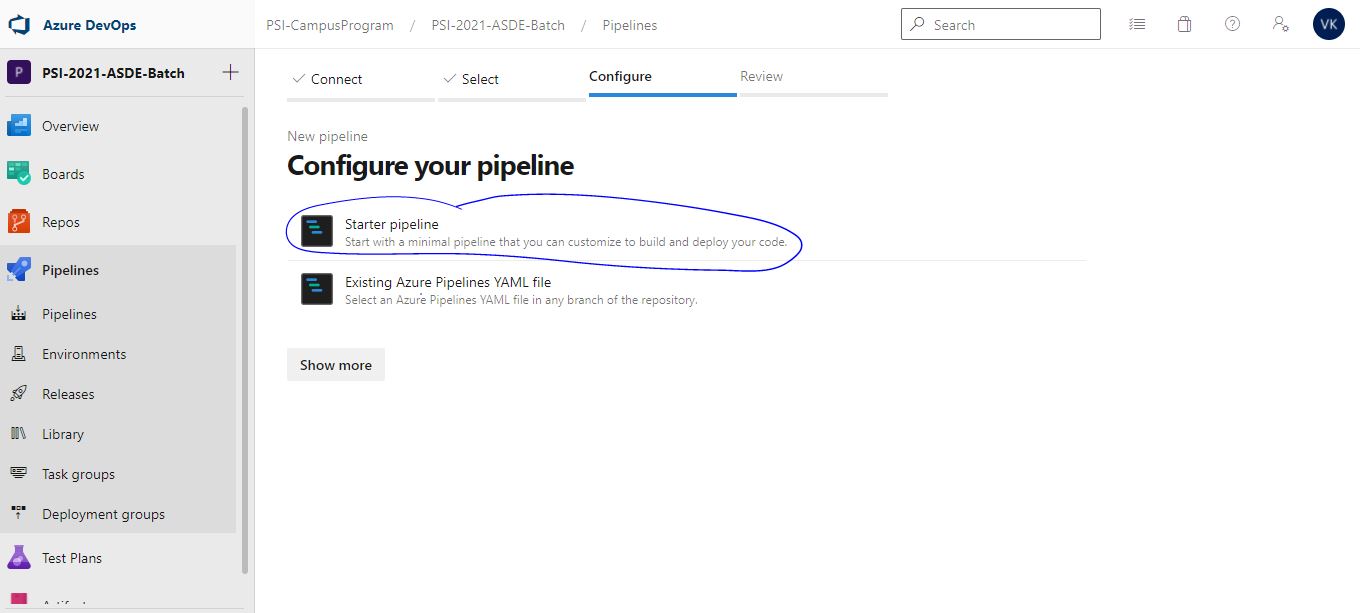 Azure DevOps
PSI-CampusProgram / PSI-2021-ASDE-Batch / Pipelines
Search
VK
P PSI-2021-ASDE-Batch
Overview
Boards
Repos
Pipelines
Pipelines
Environments
Releases
Library
Task groups
Deployment groups
Test Plans
Connect
Select
Configure
Review
New pipeline
Configure your pipeline
Starter pipeline
Start with a minimal pipeline that you can customize to build and deploy your code.
Existing Azure Pipelines YAML file
Select an Azure Pipelines YAML file in any branch of the repository.
Show more